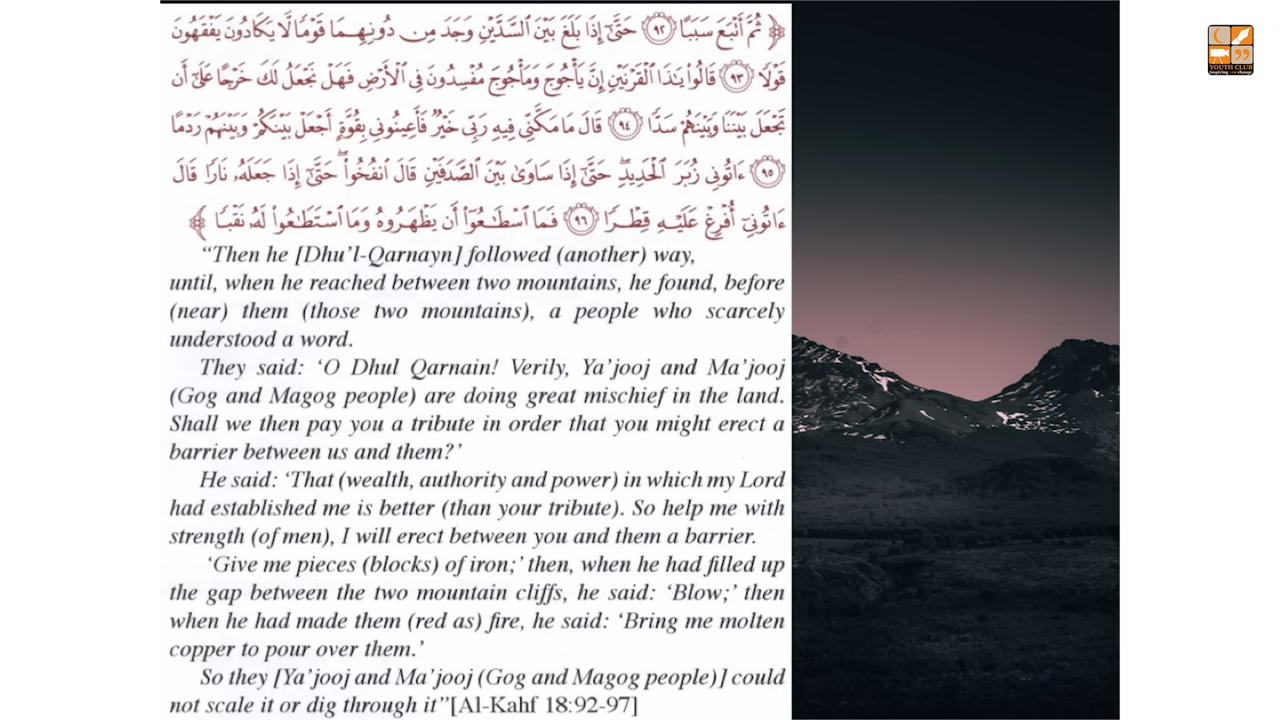 ﴿ ثُمَّ أَتْبَعَ سَبَبًا ٩٢ حَتَّىٰٓ إِذَا بَلَغَ بَيْنَ ٱلسَّدَّيْنِ وَجَدَ مِن دُونِهِمَا قَوْمًا لَّا يَكَادُونَ يَفْقَهُونَ
قَوْلًا ٩٣ قَالُوا۟ يَـٰذَا ٱلْقَرْنَيْنِ إِنَّ يَأْجُوجَ وَمَأْجُوجَ مُفْسِدُونَ فِى ٱلْأَرْضِ فَهَلْ نَجْعَلُ لَكَ خَرْجًا عَلَىٰٓ أَن
تَجْعَلَ بَيْنَنَا وَبَيْنَهُمْ سَدًّا ٩٤ قَالَ مَا مَكَّنِّى فِيهِ رَبِّى خَيْرٌ فَأَعِينُونِى بِقُوَّةٍ أَجْعَلْ بَيْنَكُمْ وَبَيْنَهُمْ رَدْمًا
٩٥ ءَاتُونِى زُبَرَ ٱلْحَدِيدِ ۖ حَتَّىٰٓ إِذَا سَاوَىٰ بَيْنَ ٱلصَّدَفَيْنِ قَالَ ٱنفُخُوا۟ ۖ حَتَّىٰٓ إِذَا جَعَلَهُۥ نَارًا قَالَ
ءَاتُونِىٓ أُفْرِغْ عَلَيْهِ قِطْرًا ٩٦ فَمَا ٱسْطَـٰعُوٓا۟ أَن يَظْهَرُوهُ وَمَا ٱسْتَطَـٰعُوا۟ لَهُۥ نَقْبًا ﴾
“Then he [Dhu’l-Qarnayn] followed (another) way,
until, when he reached between two mountains, he found, before
(near) them (those two mountains), a people who scarcely
understood a word.
They said: ‘O Dhul Qarnain! Verily, Ya’jooj and Ma’jooj
(Gog and Magog people) are doing great mischief in the land.
Shall we then pay you a tribute in order that you might erect a
barrier between us and them?’
He said: ‘That (wealth, authority and power) in which my Lord
had established me is better (than your tribute). So help me with
strength (of men), I will erect between you and them a barrier.
‘Give me pieces (blocks) of iron;’ then, when he had filled up
the gap between the two mountain cliffs, he said: ‘Blow;’ then
when he had made them (red as) fire, he said: ‘Bring me molten
copper to pour over them.’
So they [Ya’jooj and Ma’jooj (Gog and Magog people)] could
not scale it or dig through it”[Al-Kahf 18:92-97]
YOUTH CLUB
Inspiring the change